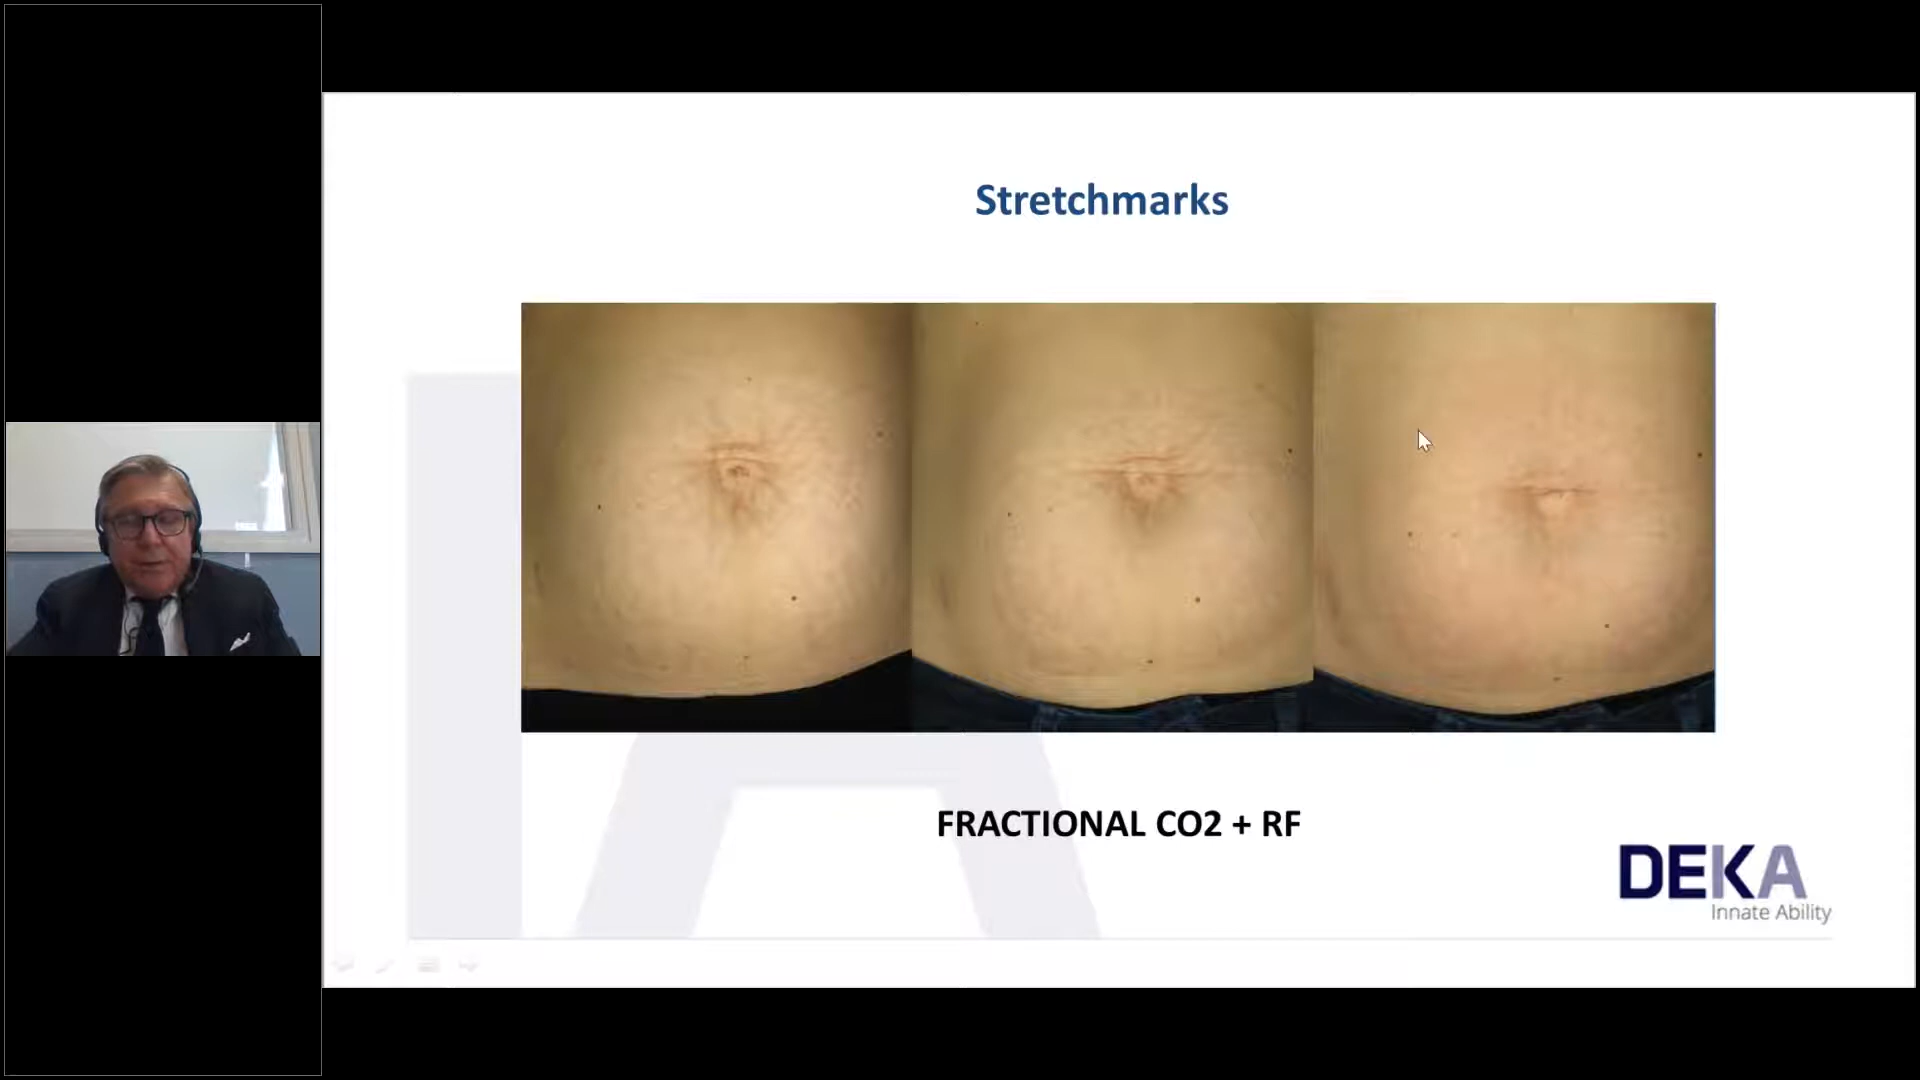 Stretchmarks
FRACTIONAL CO2 + RF
DEKA
Innate Ability